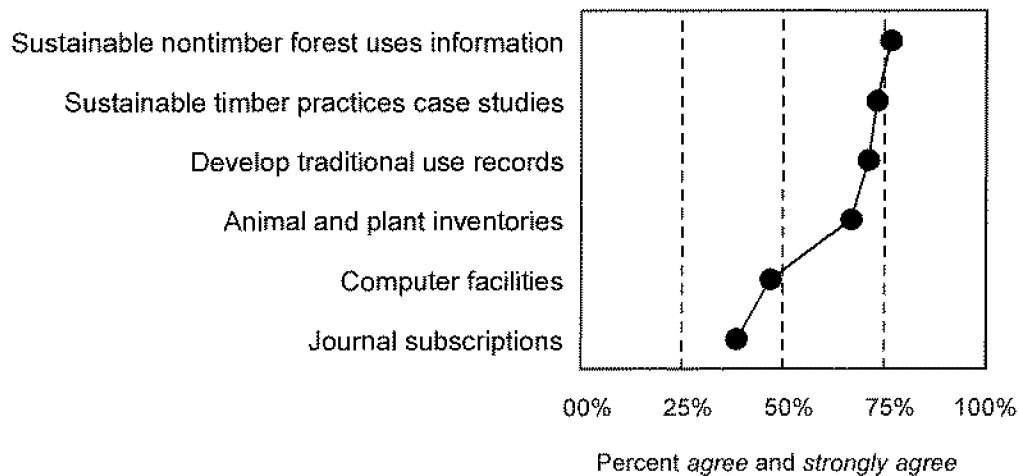 Sustainable nontimber forest uses information
Sustainable timber practices case studies
Develop traditional use records
Animal and plant inventories
Computer facilities
Journal subscriptions
00% 25% 50% 75% 100%
Percent agree and strongly agree